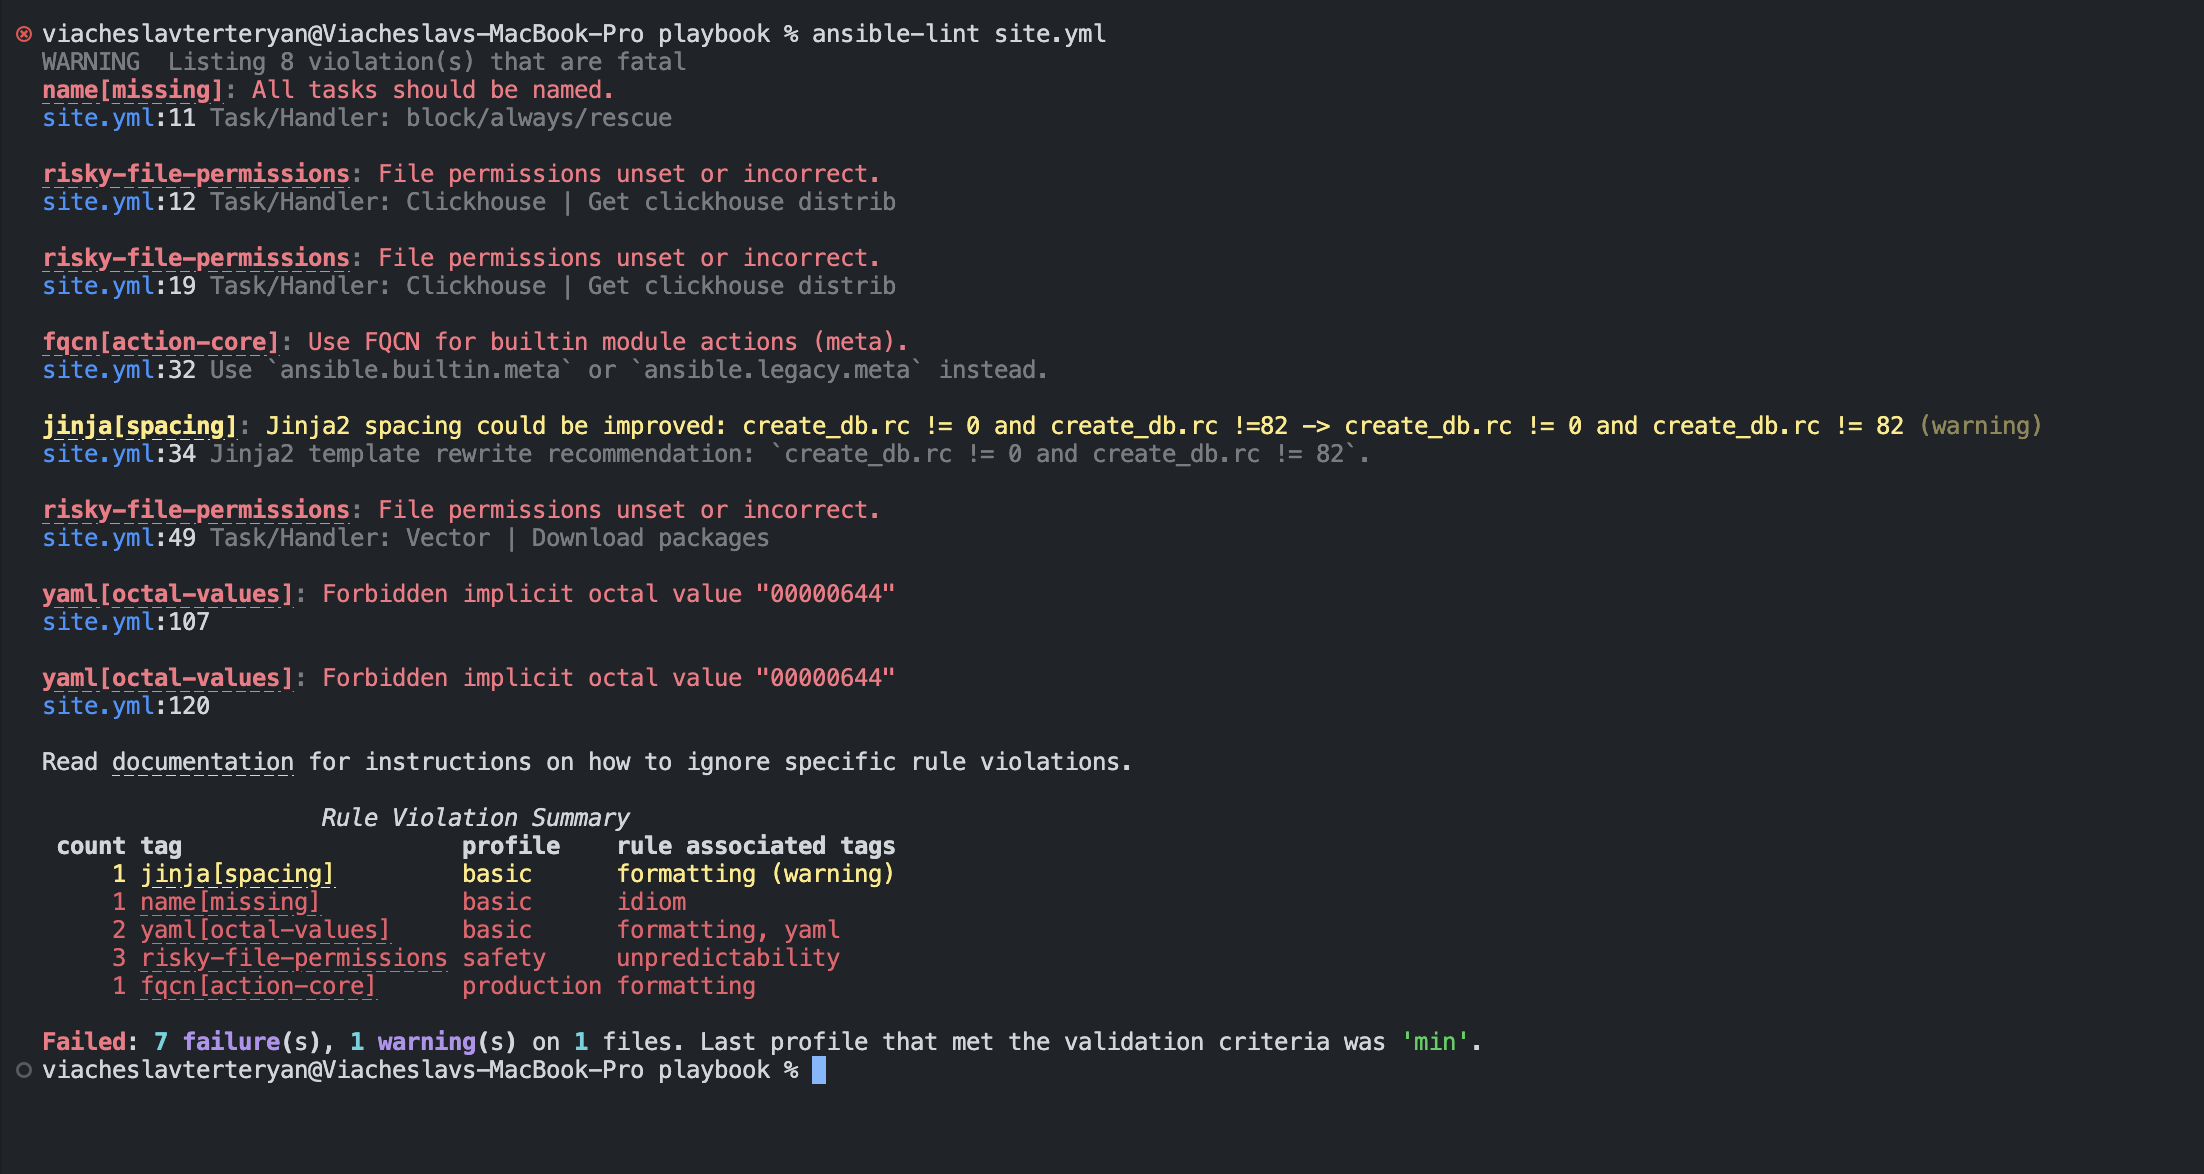 viacheslavterteryan@Viacheslavs-MacBook-Pro playbook % ansible-lint site.yml
WARNING  Listing 8 violation(s) that are fatal
name[missing]: All tasks should be named.
site.yml:11 Task/Handler: block/always/rescue
risky-file-permissions: File permissions unset or incorrect.
site.yml:12 Task/Handler: Clickhouse | Get clickhouse distrib
risky-file-permissions: File permissions unset or incorrect.
site.yml:19 Task/Handler: Clickhouse | Get clickhouse distrib
fqcn[action-core]: Use FQCN for builtin module actions (meta).
site.yml:32 Use `ansible.builtin.meta` or `ansible.legacy.meta` instead.
jinja[spacing]: Jinja2 spacing could be improved: create_db.rc != 0 and create_db.rc !=82 -> create_db.rc != 0 and create_db.rc != 82 (warning)
site.yml:34 Jinja2 template rewrite recommendation: `create_db.rc != 0 and create_db.rc != 82`.
risky-file-permissions: File permissions unset or incorrect.
site.yml:49 Task/Handler: Vector | Download packages
yaml[octal-values]: Forbidden implicit octal value "00000644"
site.yml:107
yaml[octal-values]: Forbidden implicit octal value "00000644"
site.yml:120
Read documentation for instructions on how to ignore specific rule violations.
Rule Violation Summary
count tag profile rule associated tags
1 jinja[spacing] basic formatting (warning)
1 name[missing] basic idiom
2 yaml[octal-values] basic formatting, yaml
3 risky-file-permissions safety unpredictability
1 fqcn[action-core] production formatting
Failed: 7 failure(s), 1 warning(s) on 1 files. Last profile that met the validation criteria was 'min'.
viacheslavterteryan@Viacheslavs-MacBook-Pro playbook %